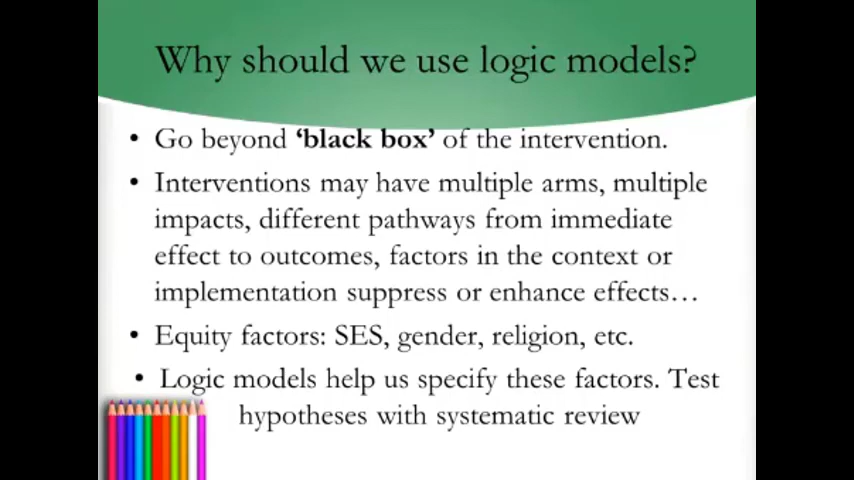 Why should we use logic models?
• Go beyond ‘black box’ of the intervention.
• Interventions may have multiple arms, multiple
impacts, different pathways from immediate
effect to outcomes, factors in the context or
implementation suppress or enhance effects…
• Equity factors: SES, gender, religion, etc.
• Logic models help us specify these factors. Test
hypotheses with systematic review